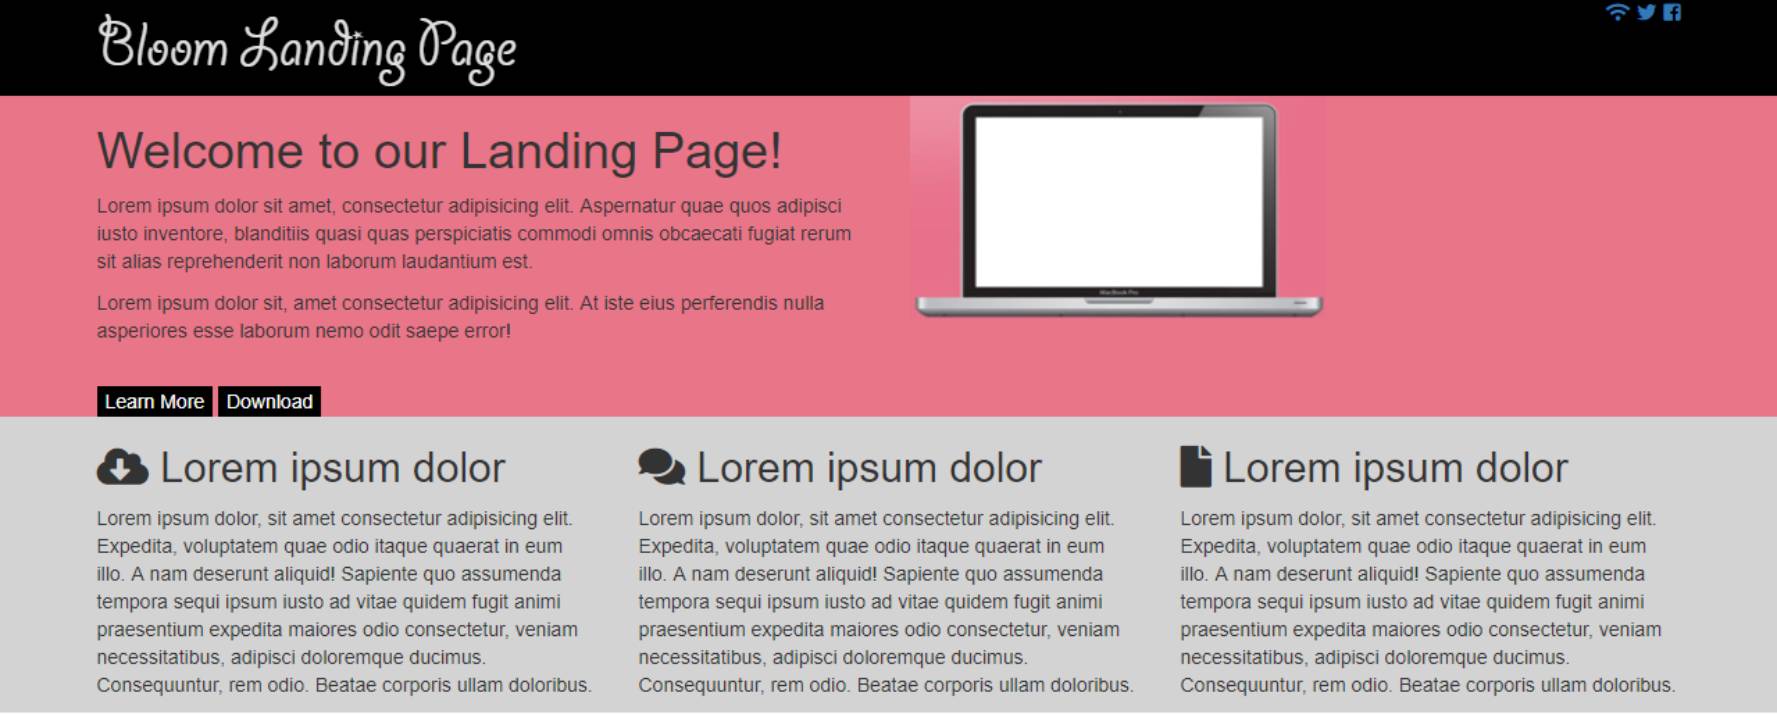 Bloom Landing Page
Welcome to our Landing Page!
Lorem ipsum dolor sit amet, consectetur adipisicing elit. Aspernatur quae quos adipisci
iusto inventore, blanditiis quasi quas perspiciatis commodi omnis obcaecati fugiat rerum
sit alias reprehenderit non laborum laudantium est.
Lorem ipsum dolor sit, amet consectetur adipisicing elit. At iste eius perferendis nulla
asperiores esse laborum nemo odit saepe error!
MacBook Pro
Learn More
Download
Lorem ipsum dolor
Lorem ipsum dolor, sit amet consectetur adipisicing elit.
Expedita, voluptatem quae odio itaque quaerat in eum
illo. A nam deserunt aliquid! Sapiente quo assumenda
tempora sequi ipsum iusto ad vitae quidem fugit animi
praesentium expedita maiores odio consectetur, veniam
necessitatibus, adipisci doloremque ducimus.
Consequuntur, rem odio. Beatae corporis ullam doloribus.
Lorem ipsum dolor
Lorem ipsum dolor, sit amet consectetur adipisicing elit.
Expedita, voluptatem quae odio itaque quaerat in eum
illo. A nam deserunt aliquid! Sapiente quo assumenda
tempora sequi ipsum iusto ad vitae quidem fugit animi
praesentium expedita maiores odio consectetur, veniam
necessitatibus, adipisci doloremque ducimus.
Consequuntur, rem odio. Beatae corporis ullam doloribus.
Lorem ipsum dolor
Lorem ipsum dolor, sit amet consectetur adipisicing elit.
Expedita, voluptatem quae odio itaque quaerat in eum
illo. A nam deserunt aliquid! Sapiente quo assumenda
tempora sequi ipsum iusto ad vitae quidem fugit animi
praesentium expedita maiores odio consectetur, veniam
necessitatibus, adipisci doloremque ducimus.
Consequuntur, rem odio. Beatae corporis ullam doloribus.